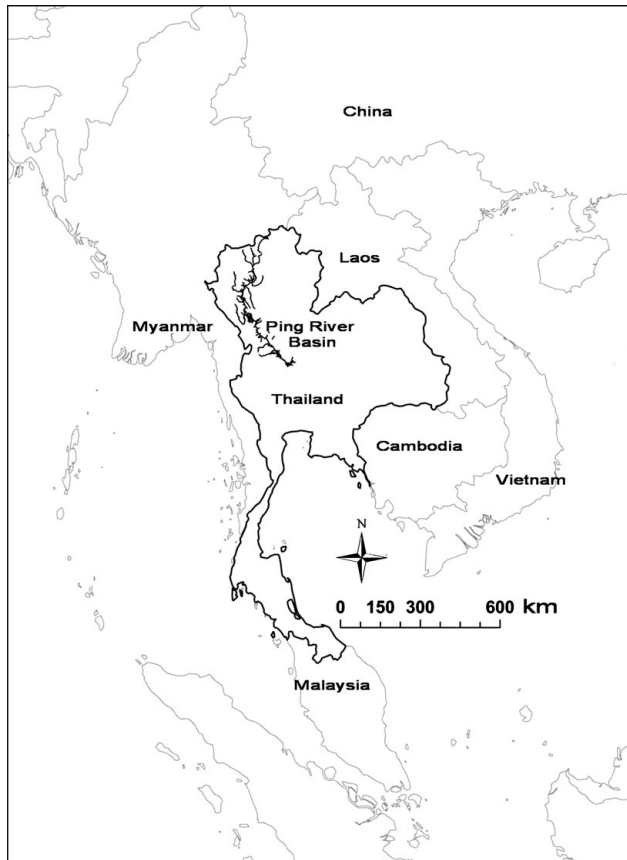 China
Laos
Myanmar
Ping River
Basin
Thailand
Cambodia
Vietnam
N
0 150 300 600 km
Malaysia